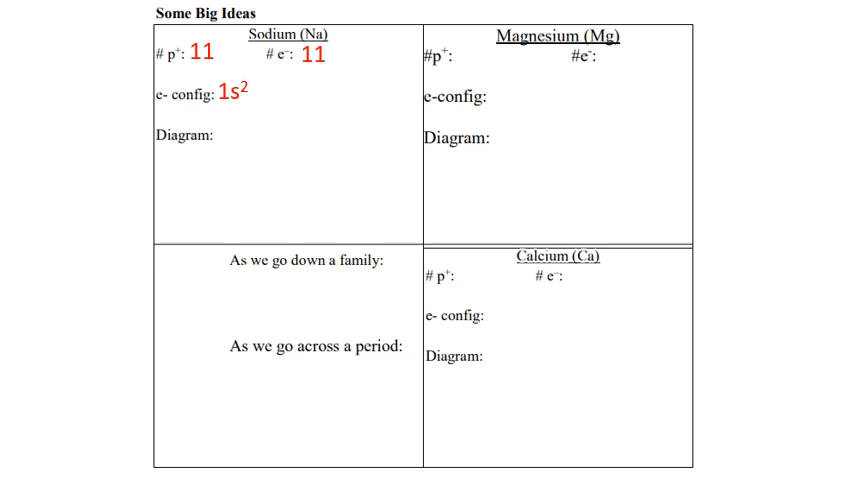 Some Big Ideas
Sodium (Na)
# p⁺: 11 # e⁻: 11
e- config: 1s²
Diagram:
Magnesium (Mg)
#p⁺: #e⁻:
e-config:
Diagram:
As we go down a family:
As we go across a period:
Calcium (Ca)
# p⁺: # e⁻:
e- config:
Diagram: